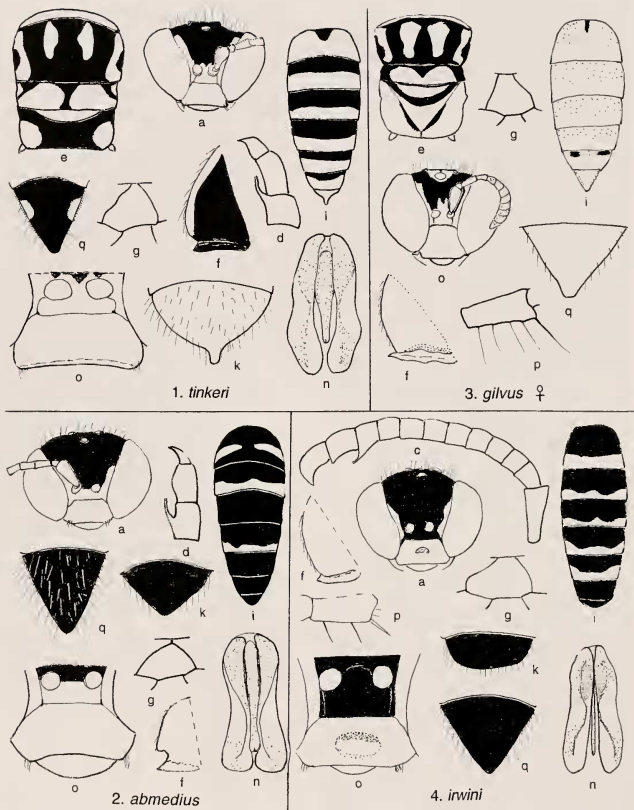 e
a
i
q
g
f
d
o
k
n
1. tinkeri
e
g
i
o
q
f
p
3. gilvus ♀
a
d
i
q
k
g
o
f
n
2. abmedius
c
f
a
g
i
p
k
q
o
n
4. irwini